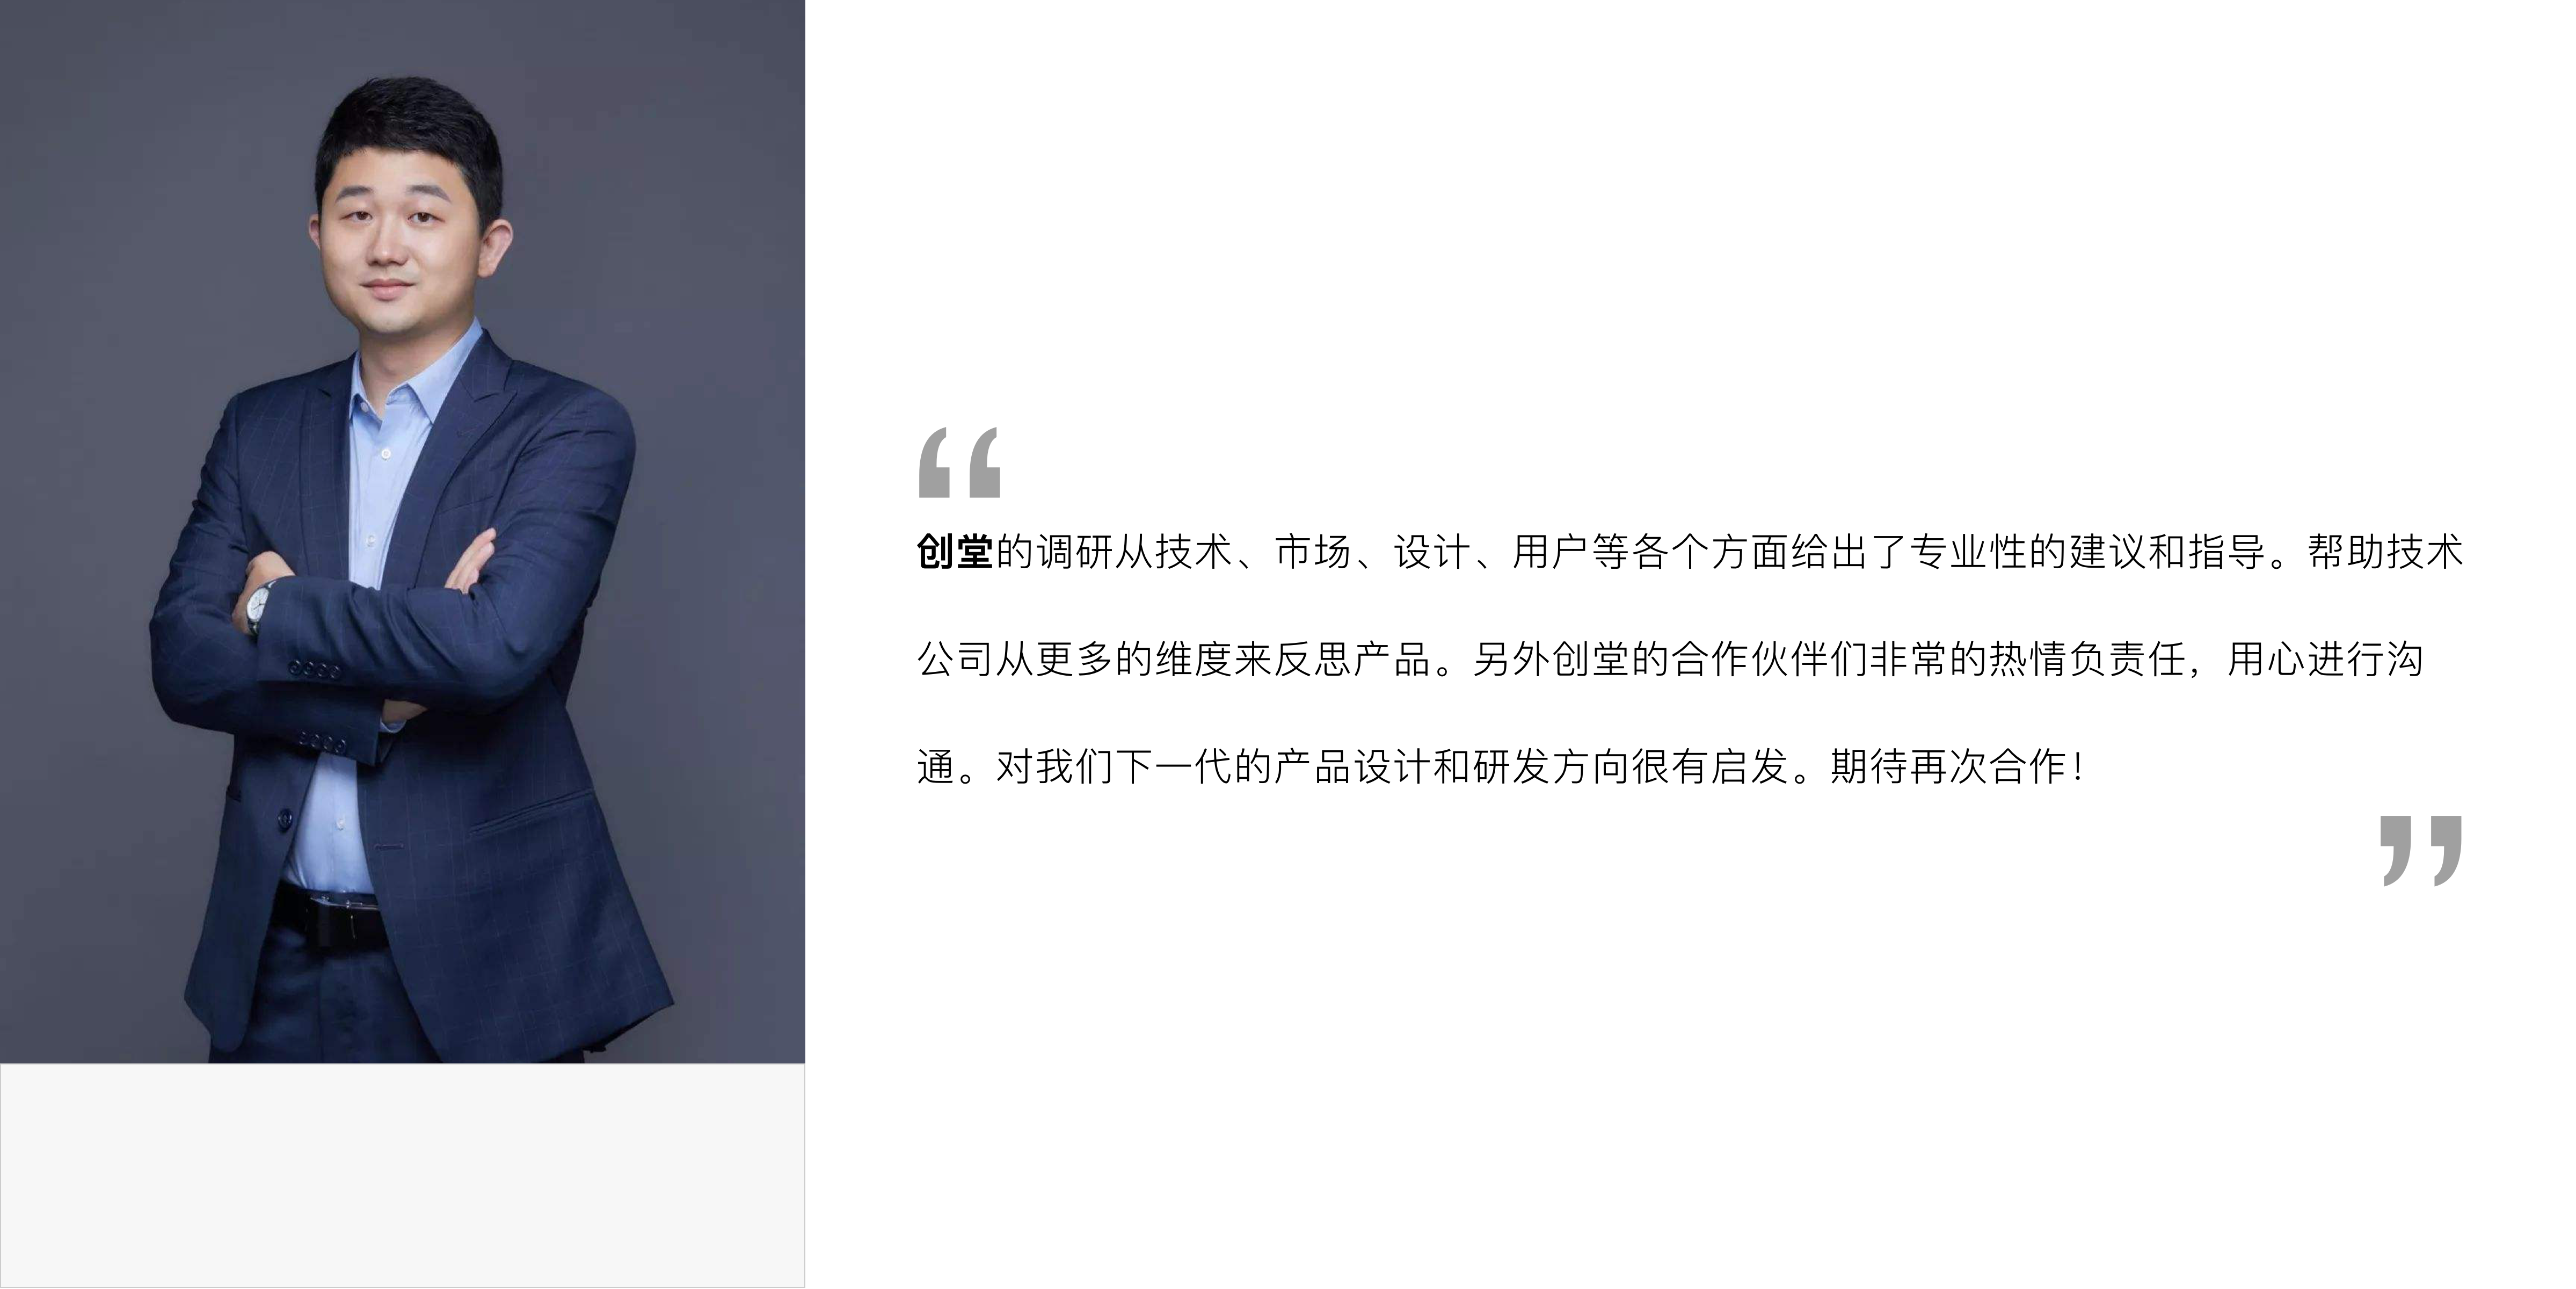 “
创堂的调研从技术、市场、设计、用户等各个方面给出了专业性的建议和指导。帮助技术
公司从更多的维度来反思产品。另外创堂的合作伙伴们非常的热情负责任，用心进行沟
通。对我们下一代的产品设计和研发方向很有启发。期待再次合作！
”